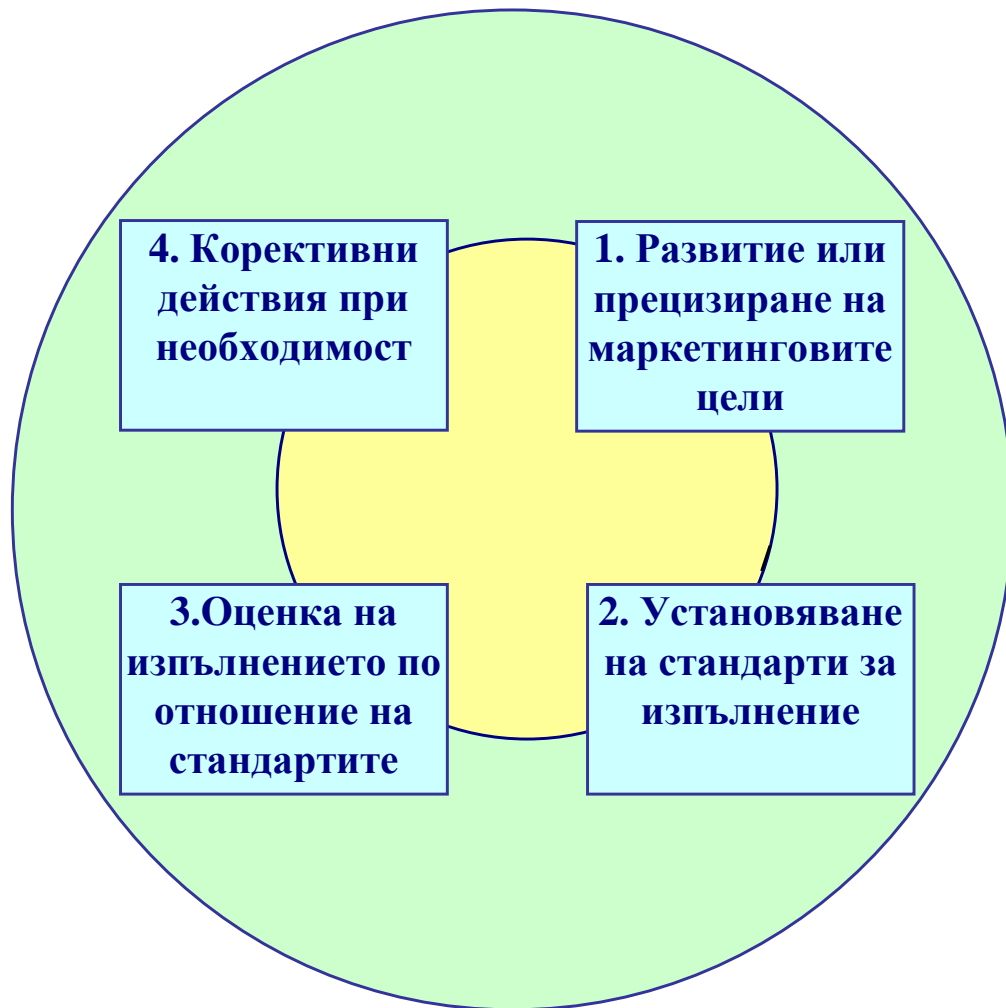 4. Корективни
действия при
необходимост
1. Развитие или
прецизиране на
маркетинговите
цели
3.Оценка на
изпълнението по
отношение на
стандартите
2. Установяване
на стандарти за
изпълнение